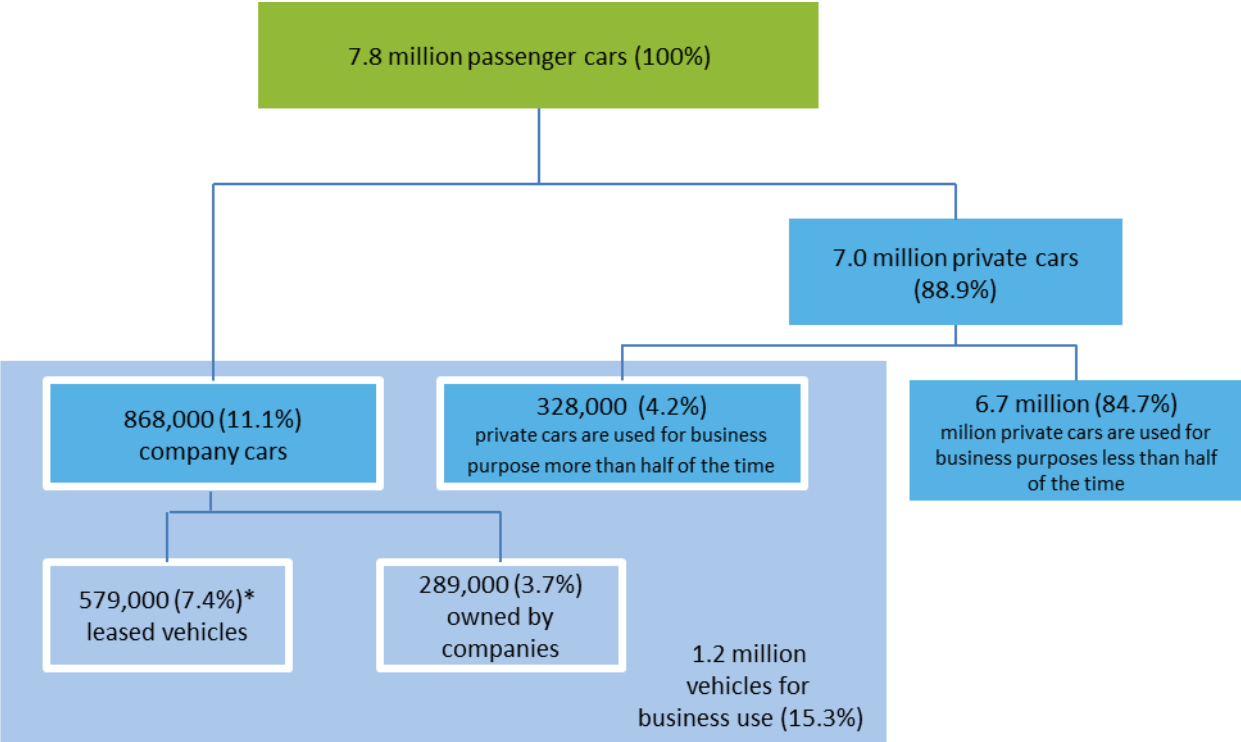 7.8 million passenger cars (100%)
7.0 million private cars
(88.9%)
868,000 (11.1%)
company cars
328,000 (4.2%)
private cars are used for business
purpose more than half of the time
6.7 million (84.7%)
milion private cars are used for
business purposes less than half
of the time
579,000 (7.4%)*
leased vehicles
289,000 (3.7%)
owned by
companies
1.2 million
vehicles for
business use (15.3%)